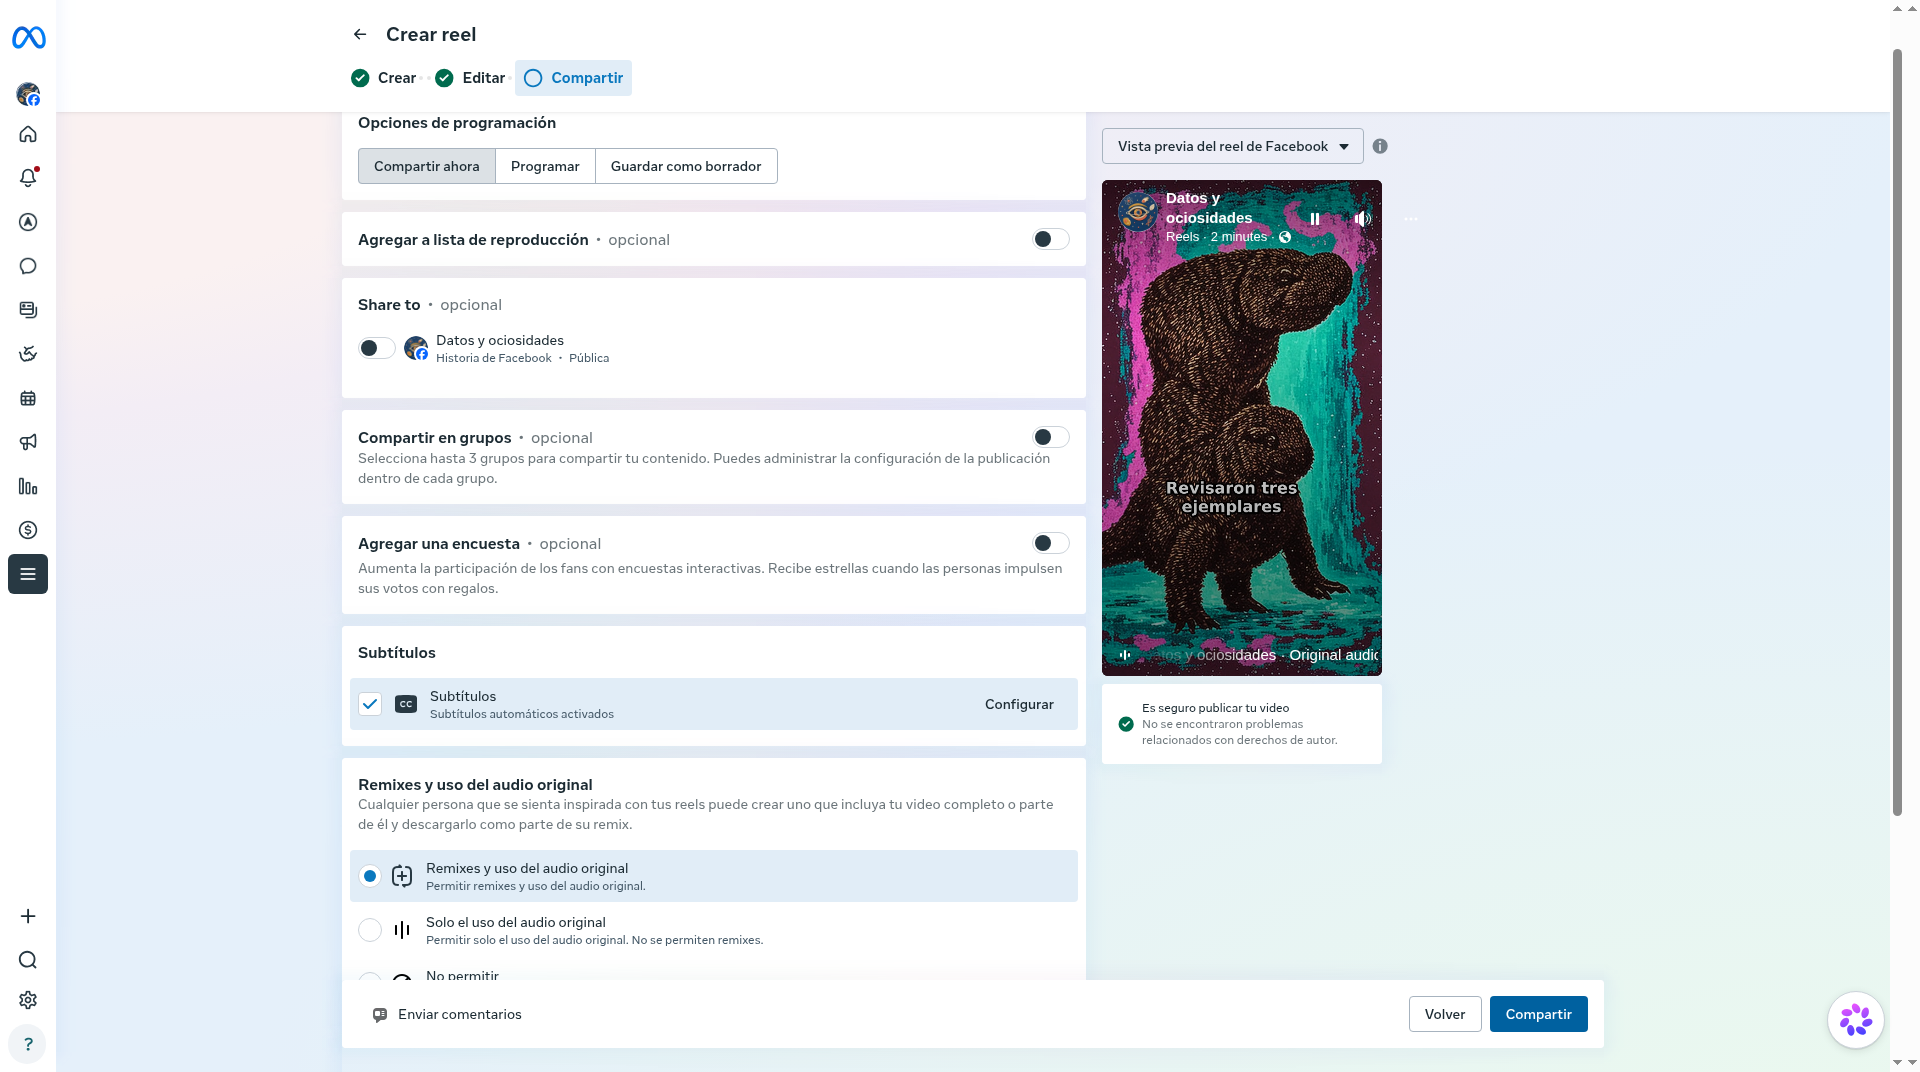 Crear reel
Crear
Editar
Compartir
Opciones de programación
Compartir ahora
Programar
Guardar como borrador
Agregar a lista de reproducción • opcional
Share to • opcional
Datos y ociosidades
Historia de Facebook • Pública
Compartir en grupos • opcional
Selecciona hasta 3 grupos para compartir tu contenido. Puedes administrar la configuración de la publicación
dentro de cada grupo.
Agregar una encuesta • opcional
Aumenta la participación de los fans con encuestas interactivas. Recibe estrellas cuando las personas impulsen
sus votos con regalos.
Subtítulos
CC
Subtítulos
Subtítulos automáticos activados
Configurar
Remixes y uso del audio original
Cualquier persona que se sienta inspirada con tus reels puede crear uno que incluya tu video completo o parte
de él y descargarlo como parte de su remix.
Remixes y uso del audio original
Permitir remixes y uso del audio original.
Solo el uso del audio original
Permitir solo el uso del audio original. No se permiten remixes.
No permitir
Vista previa del reel de Facebook
Datos y
ociosidades
Reels · 2 minutes ·
Revisaron tres
ejemplares
tos y ociosidades · Original audio
Es seguro publicar tu video
No se encontraron problemas
relacionados con derechos de autor.
Enviar comentarios
Volver
Compartir